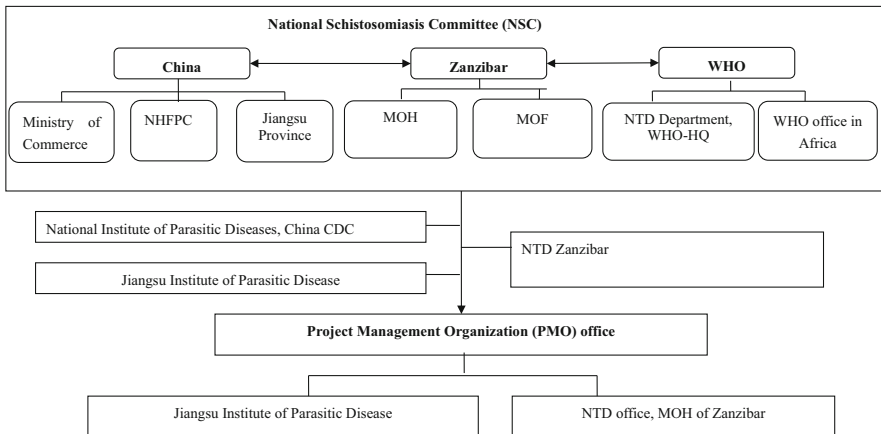 National Schistosomiasis Committee (NSC)
China
Zanzibar
WHO
Ministry of
Commerce
NHFPC
Jiangsu
Province
MOH
MOF
NTD Department,
WHO-HQ
WHO office in
Africa
National Institute of Parasitic Diseases, China CDC
NTD Zanzibar
Jiangsu Institute of Parasitic Disease
Project Management Organization (PMO) office
Jiangsu Institute of Parasitic Disease
NTD office, MOH of Zanzibar